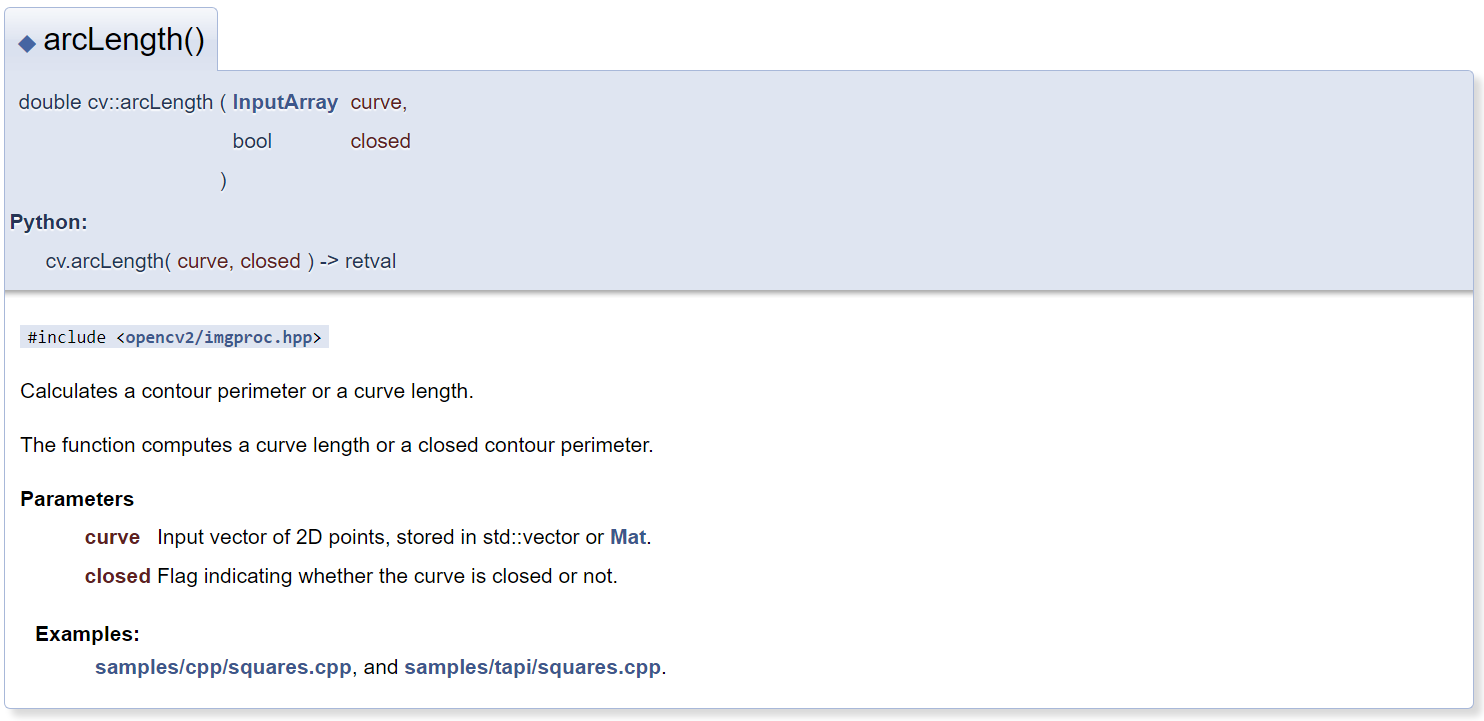 ◆ arcLength()
double cv::arcLength ( InputArray curve,
bool closed
)
Python:
cv.arcLength( curve, closed ) -> retval
#include <opencv2/imgproc.hpp>
Calculates a contour perimeter or a curve length.
The function computes a curve length or a closed contour perimeter.
Parameters
curve Input vector of 2D points, stored in std::vector or Mat.
closed Flag indicating whether the curve is closed or not.
Examples:
samples/cpp/squares.cpp, and samples/tapi/squares.cpp.